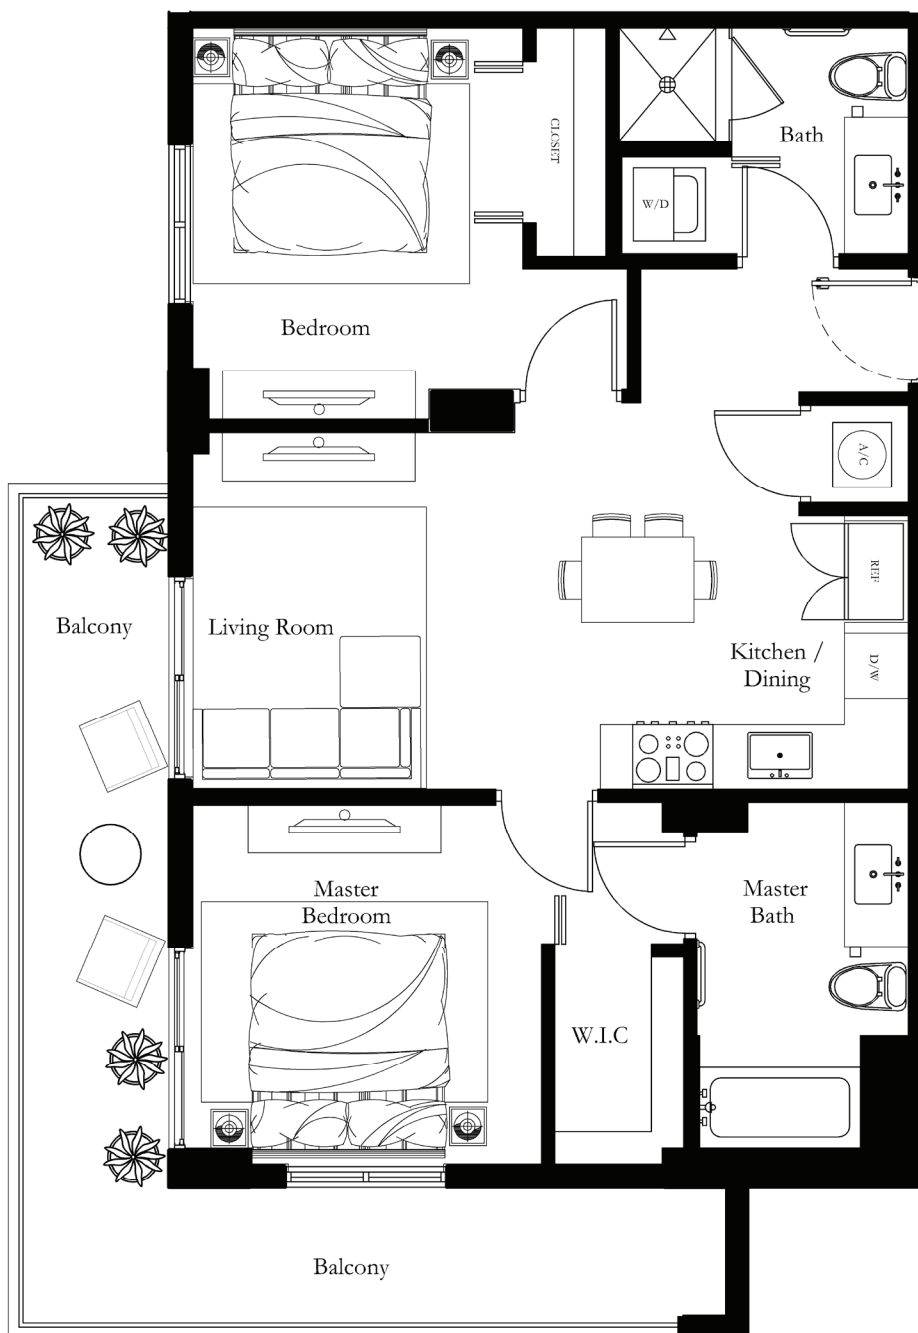 Bath
CLOSET
W/D
Bedroom
A/C
REF
Balcony
Living Room
Kitchen /
Dining
D/W
Master
Bedroom
Master
Bath
W.I.C
Balcony